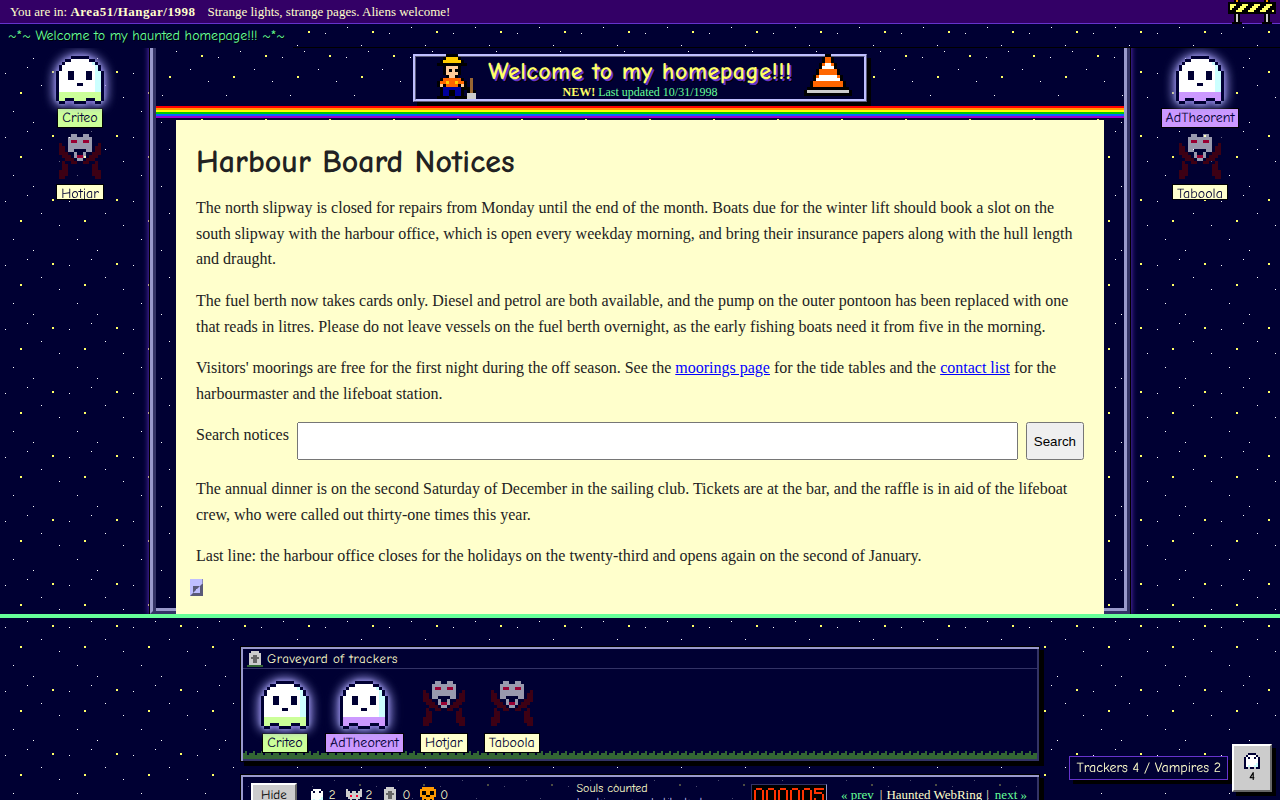 You are in: Area51/Hangar/1998 Strange lights, strange pages. Aliens welcome!
~*~ Welcome to my haunted homepage!!! ~*~
Welcome to my homepage!!!
NEW! Last updated 10/31/1998
Criteo
Hotjar
AdTheorent
Taboola
Harbour Board Notices
The north slipway is closed for repairs from Monday until the end of the month. Boats due for the winter lift should book a slot on the
south slipway with the harbour office, which is open every weekday morning, and bring their insurance papers along with the hull length
and draught.
The fuel berth now takes cards only. Diesel and petrol are both available, and the pump on the outer pontoon has been replaced with one
that reads in litres. Please do not leave vessels on the fuel berth overnight, as the early fishing boats need it from five in the morning.
Visitors' moorings are free for the first night during the off season. See the moorings page for the tide tables and the contact list for the
harbourmaster and the lifeboat station.
Search notices Search
The annual dinner is on the second Saturday of December in the sailing club. Tickets are at the bar, and the raffle is in aid of the lifeboat
crew, who were called out thirty-one times this year.
Last line: the harbour office closes for the holidays on the twenty-third and opens again on the second of January.
Graveyard of trackers
Criteo AdTheorent Hotjar Taboola
Trackers 4 / Vampires 2
4
Souls counted
Hide 2 2 0 0 000005 « prev | Haunted WebRing | next »